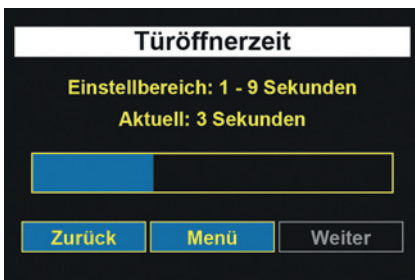 Türöffnerzeit
Einstellbereich: 1 - 9 Sekunden
Aktuell: 3 Sekunden
Zurück Menü Weiter